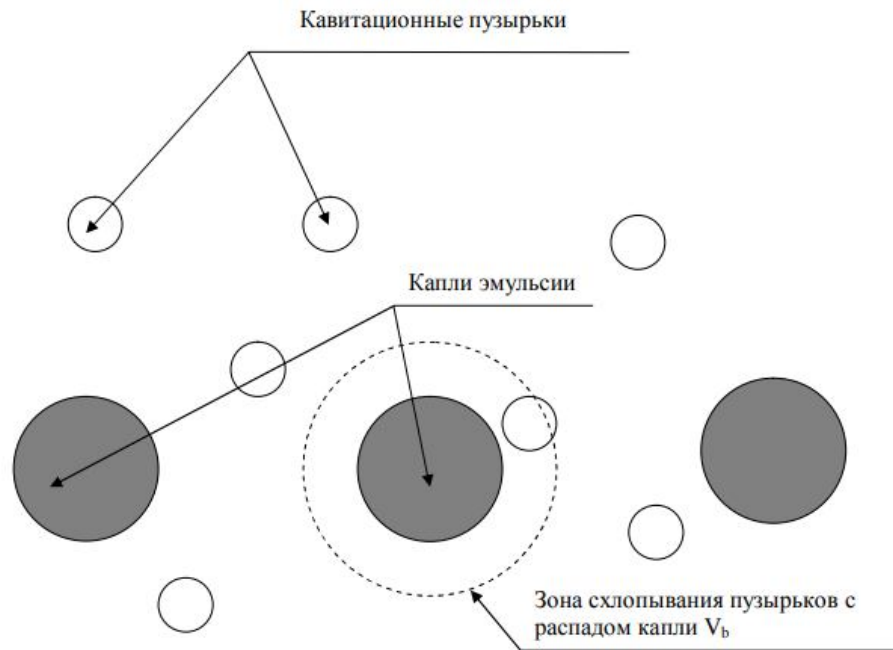 Кавитационные пузырьки
Капли эмульсии
Зона схлопывания пузырьков с
распадом капли V_b